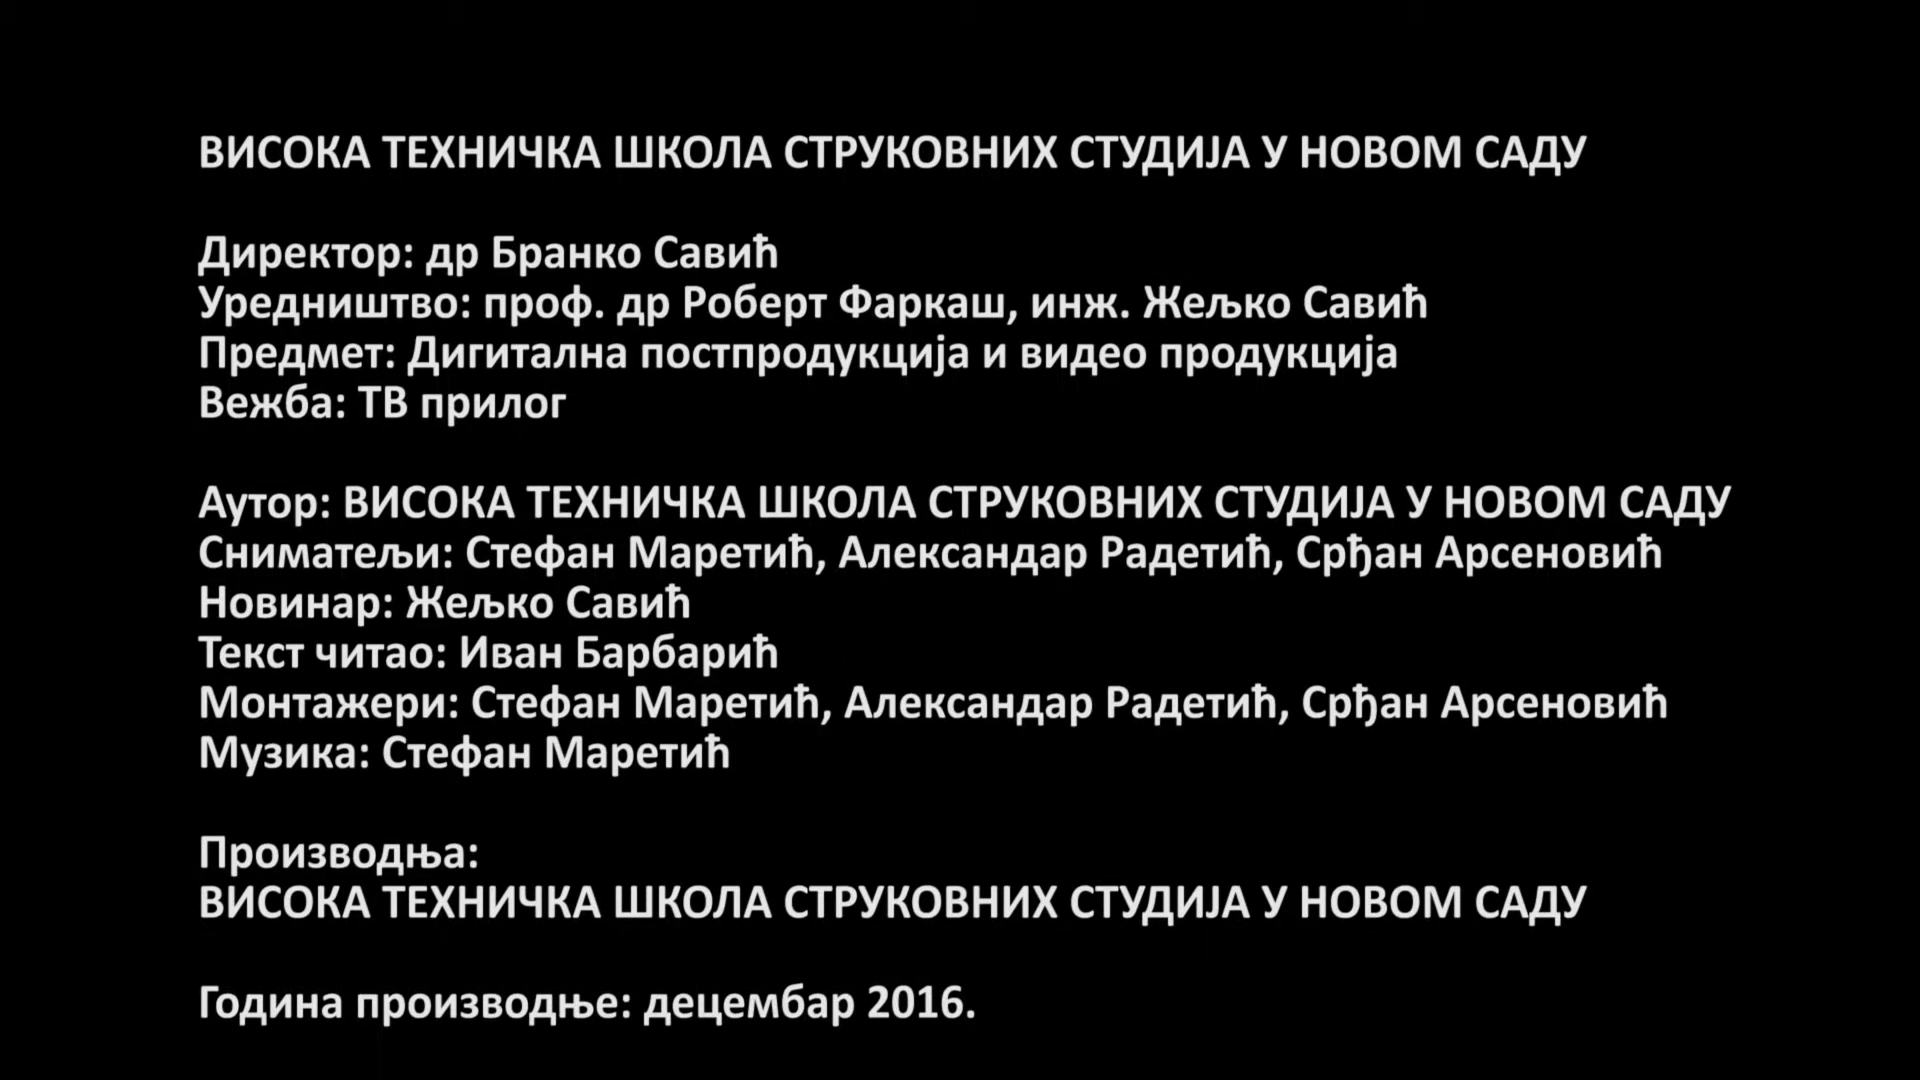 ВИСОКА ТЕХНИЧКА ШКОЛА СТРУКОВНИХ СТУДИЈА У НОВОМ САДУ
Директор: др Бранко Савић
Уредништво: проф. др Роберт Фаркаш, инж. Жељко Савић
Предмет: Дигитална постпродукција и видео продукција
Вежба: ТВ прилог
Аутор: ВИСОКА ТЕХНИЧКА ШКОЛА СТРУКОВНИХ СТУДИЈА У НОВОМ САДУ
Сниматељи: Стефан Маретић, Александар Радетић, Срђан Арсеновић
Новинар: Жељко Савић
Текст читао: Иван Барбарић
Монтажери: Стефан Маретић, Александар Радетић, Срђан Арсеновић
Музика: Стефан Маретић
Производња:
ВИСОКА ТЕХНИЧКА ШКОЛА СТРУКОВНИХ СТУДИЈА У НОВОМ САДУ
Година производње: децембар 2016.